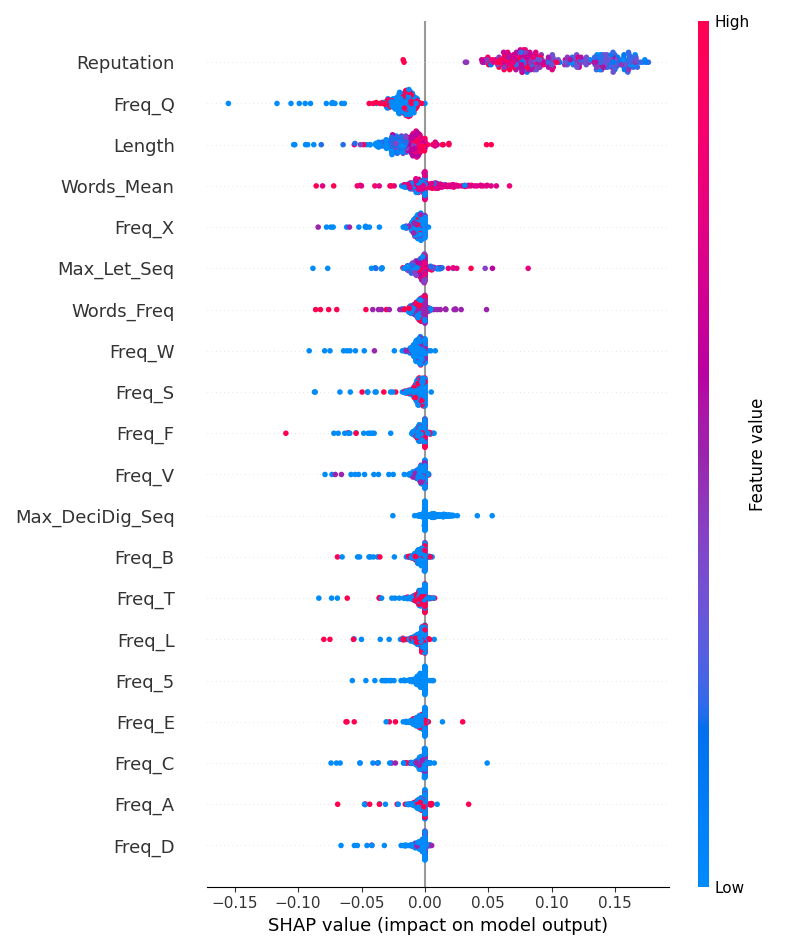 High
Reputation
Freq_Q
Length
Words_Mean
Freq_X
Max_Let_Seq
Words_Freq
Freq_W
Freq_S
Freq_F
Freq_V
Max_DeciDig_Seq
Freq_B
Freq_T
Freq_L
Freq_5
Freq_E
Freq_C
Freq_A
Freq_D
Feature value
Low
−0.15 −0.10 −0.05 0.00 0.05 0.10 0.15
SHAP value (impact on model output)